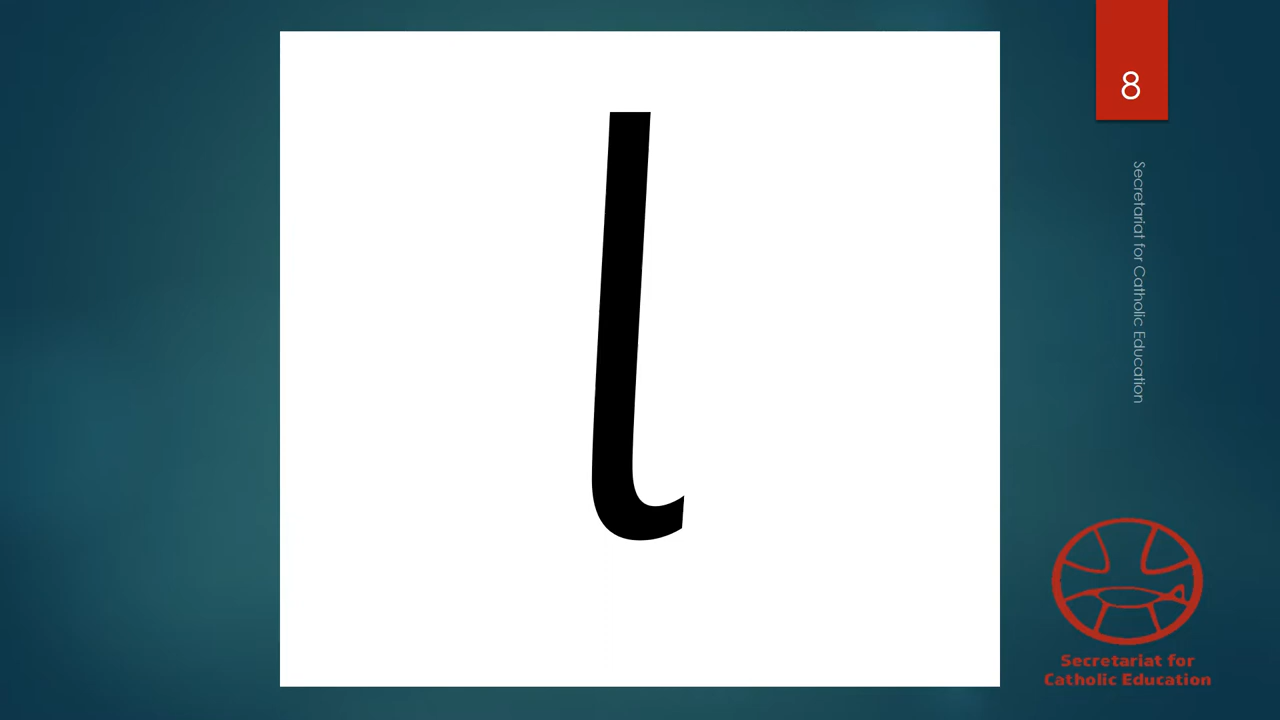 8
l
Secretariat for Catholic Education
Secretariat for
Catholic Education